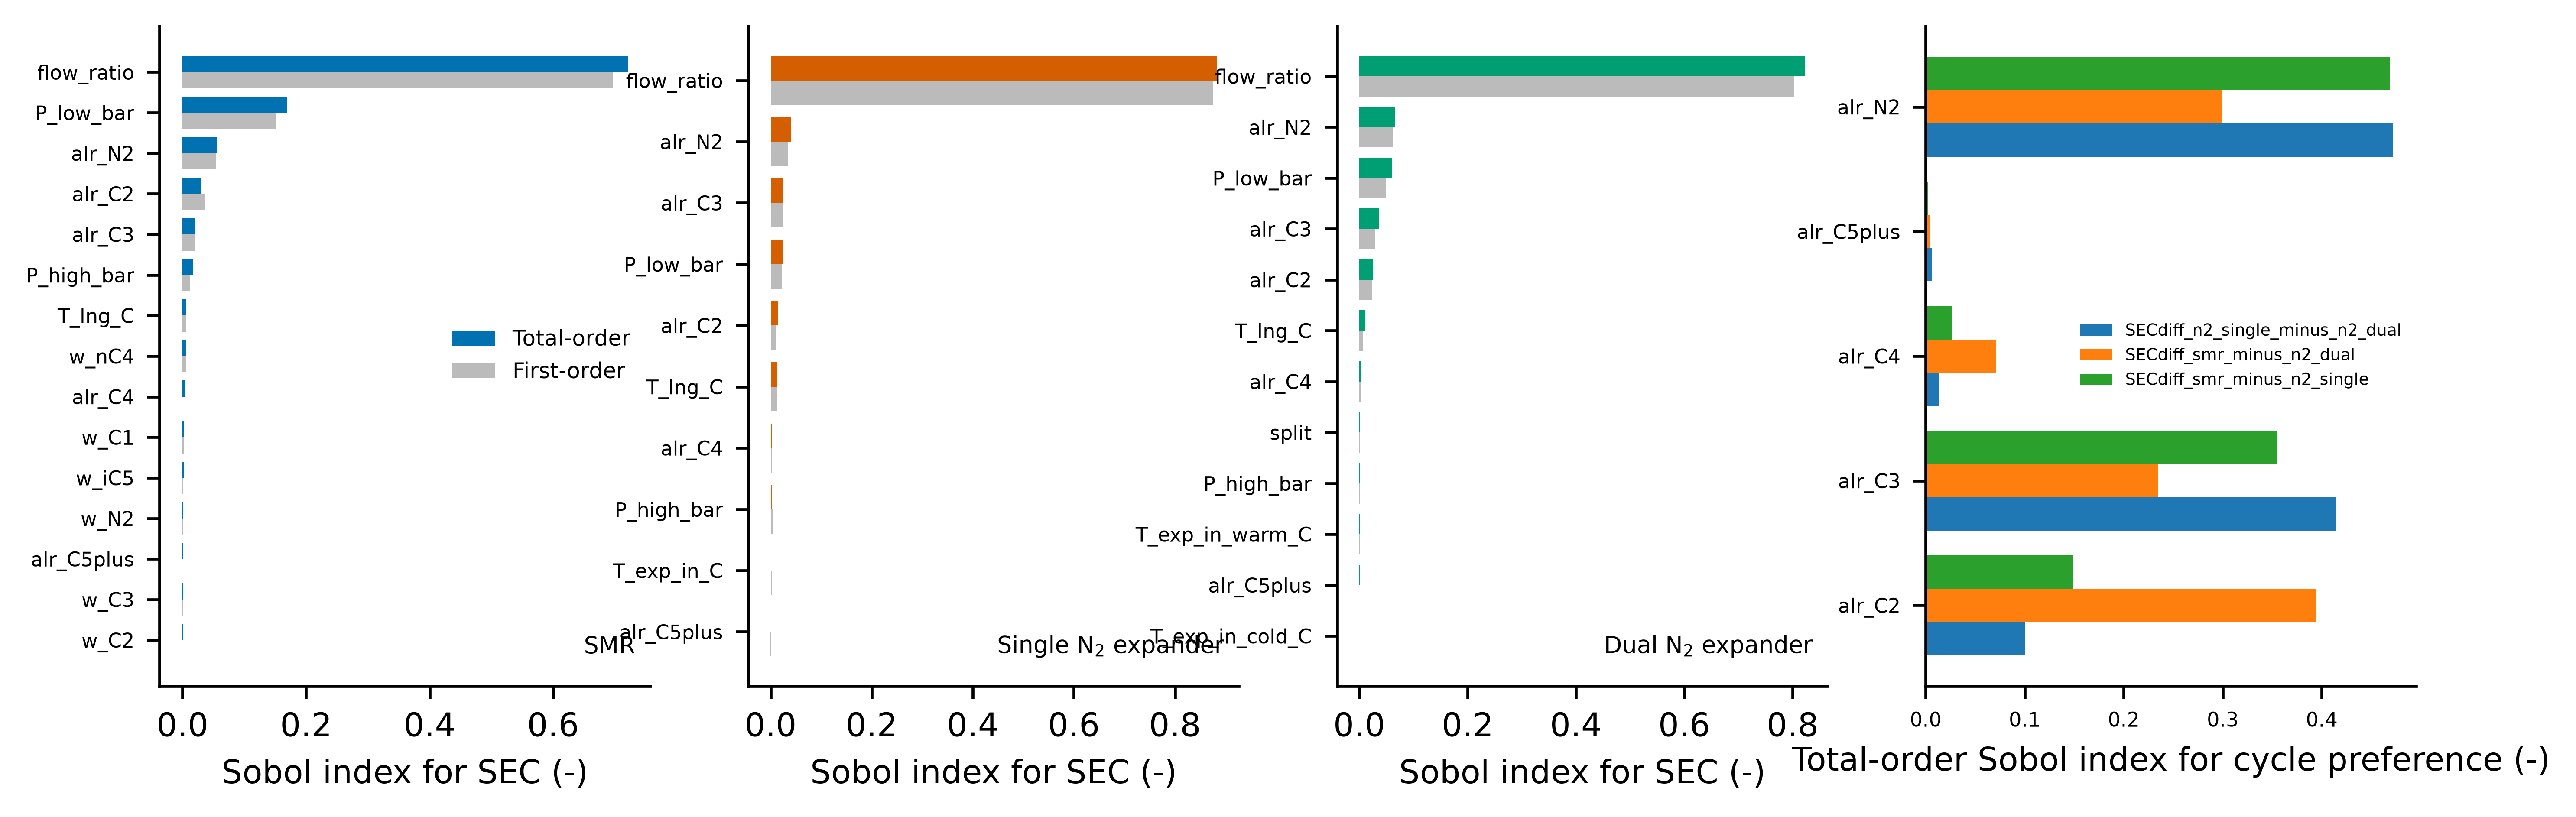 flow_ratio
P_low_bar
alr_N2
alr_C2
alr_C3
P_high_bar
T_lng_C
w_nC4
alr_C4
w_C1
w_iC5
w_N2
alr_C5plus
w_C3
w_C2
Total-order
First-order
SMR
0.0 0.2 0.4 0.6
Sobol index for SEC (-)
flow_ratio
alr_N2
alr_C3
P_low_bar
alr_C2
T_lng_C
alr_C4
P_high_bar
T_exp_in_C
alr_C5plus
Single N₂ expander
0.0 0.2 0.4 0.6 0.8
Sobol index for SEC (-)
flow_ratio
alr_N2
P_low_bar
alr_C3
alr_C2
T_lng_C
alr_C4
split
P_high_bar
T_exp_in_warm_C
alr_C5plus
T_exp_in_cold_C
Dual N₂ expander
0.0 0.2 0.4 0.6 0.8
Sobol index for SEC (-)
alr_N2
alr_C5plus
alr_C4
alr_C3
alr_C2
SECdiff_n2_single_minus_n2_dual
SECdiff_smr_minus_n2_dual
SECdiff_smr_minus_n2_single
0.0 0.1 0.2 0.3 0.4
Total-order Sobol index for cycle preference (-)